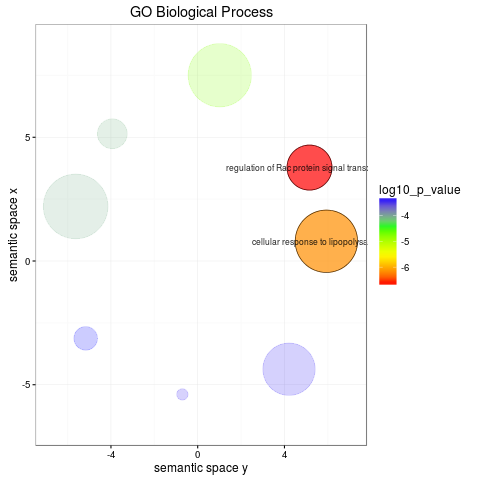 GO Biological Process
5
regulation of Rac protein signal trans
log10_p_value
-4
-5
-6
cellular response to lipopolysa
0
-5
-4
0
4
semantic space x
semantic space y